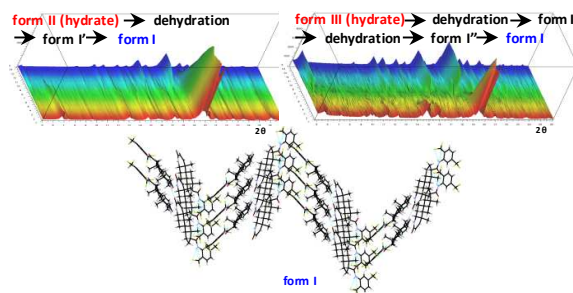 form II (hydrate) → dehydration
→ form I' → form I
form III (hydrate) → dehydration → form I
→ dehydration → form I'' → form I
2θ
2θ
form I